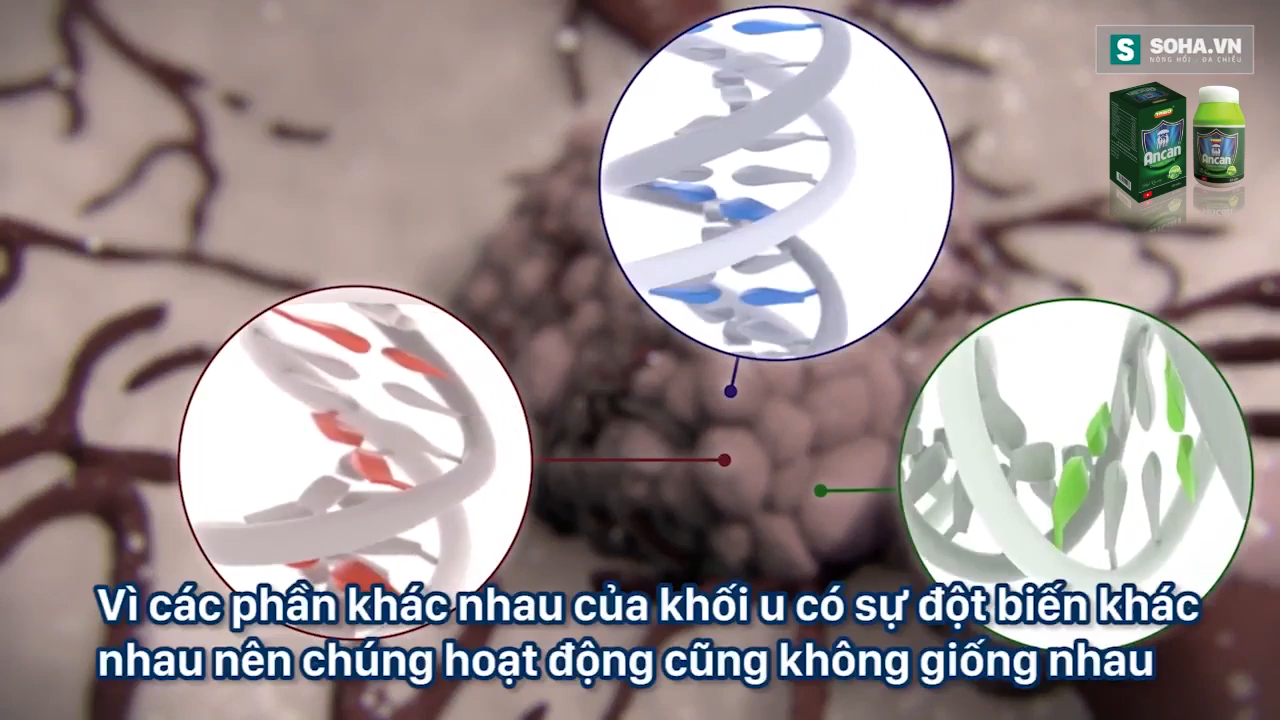 SOHA.VN
NÓNG HỔI - ĐA CHIỀU
Ancan
Ancan
Vì các phần khác nhau của khối u có sự đột biến khác
nhau nên chúng hoạt động cũng không giống nhau